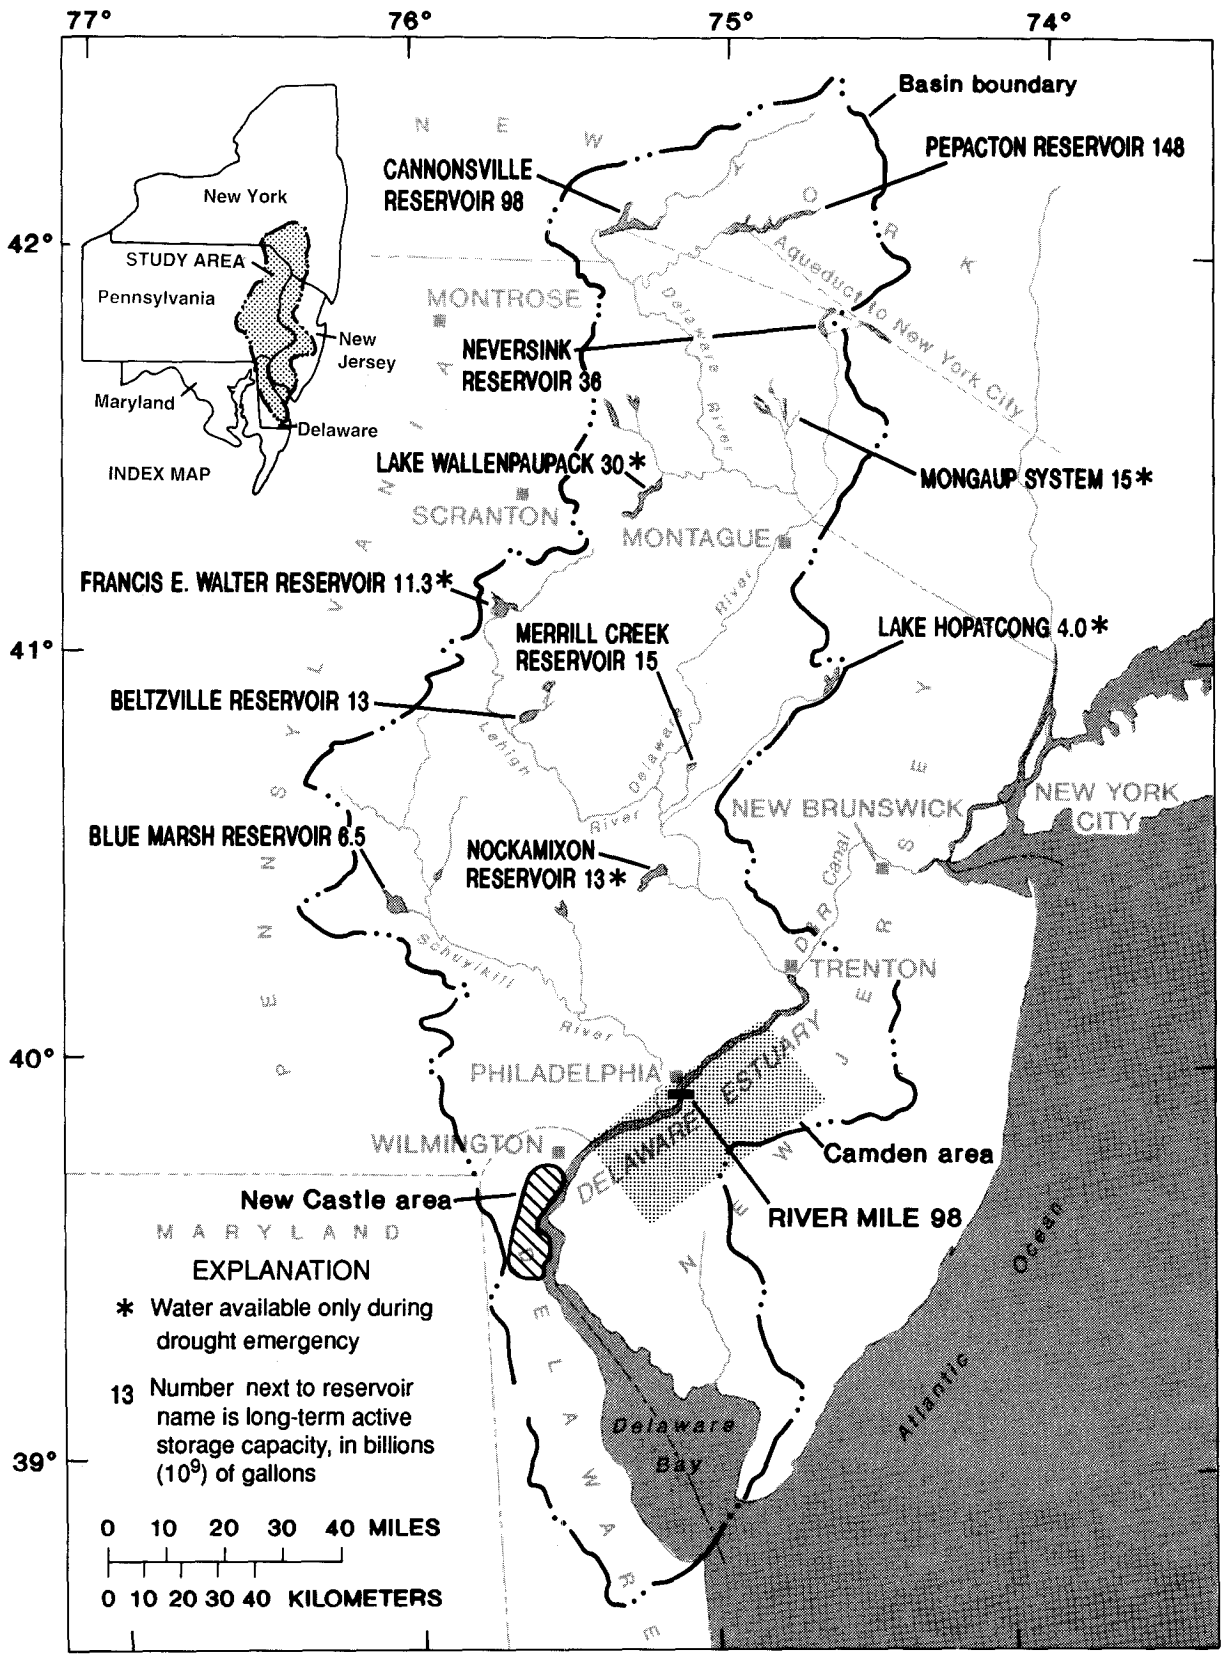 77° 76° 75° 74°
42°
41°
40°
39°
Basin boundary
NEW YORK
CANNONSVILLE
RESERVOIR 98
PEPACTON RESERVOIR 148
New York
STUDY AREA
Pennsylvania
New
Jersey
Maryland
Delaware
INDEX MAP
Aqueduct to New York City
MONTROSE
Delaware River
NEVERSINK
RESERVOIR 36
LAKE WALLENPAUPACK 30*
MONGAUP SYSTEM 15*
SCRANTON
MONTAGUE
FRANCIS E. WALTER RESERVOIR 11.3*
River
MERRILL CREEK
RESERVOIR 15
LAKE HOPATCONG 4.0*
BELTZVILLE RESERVOIR 13
PENNSYLVANIA
Lehigh
River
Delaware
NEW BRUNSWICK
NEW YORK
CITY
BLUE MARSH RESERVOIR 6.5
NOCKAMIXON
RESERVOIR 13*
D&R Canal
Schuylkill
River
TRENTON
NEW JERSEY
PHILADELPHIA
DELAWARE ESTUARY
WILMINGTON
Camden area
New Castle area
RIVER MILE 98
MARYLAND
DELAWARE
Delaware
Bay
Atlantic Ocean
EXPLANATION
* Water available only during
drought emergency
13 Number next to reservoir
name is long-term active
storage capacity, in billions
(10⁹) of gallons
0 10 20 30 40 MILES
0 10 20 30 40 KILOMETERS